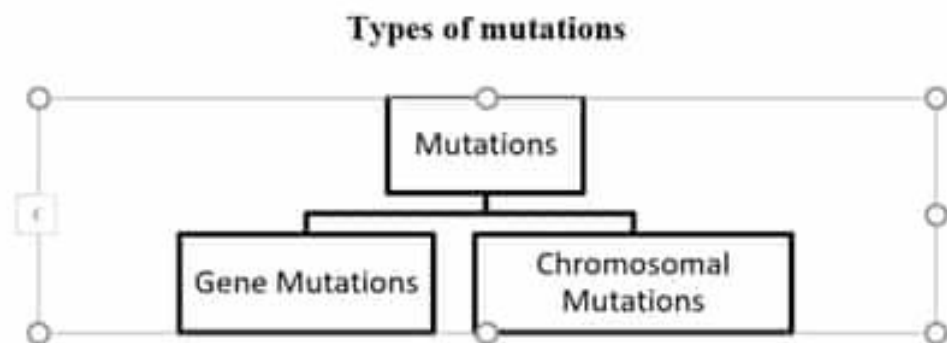 Types of mutations
Mutations
Gene Mutations
Chromosomal
Mutations